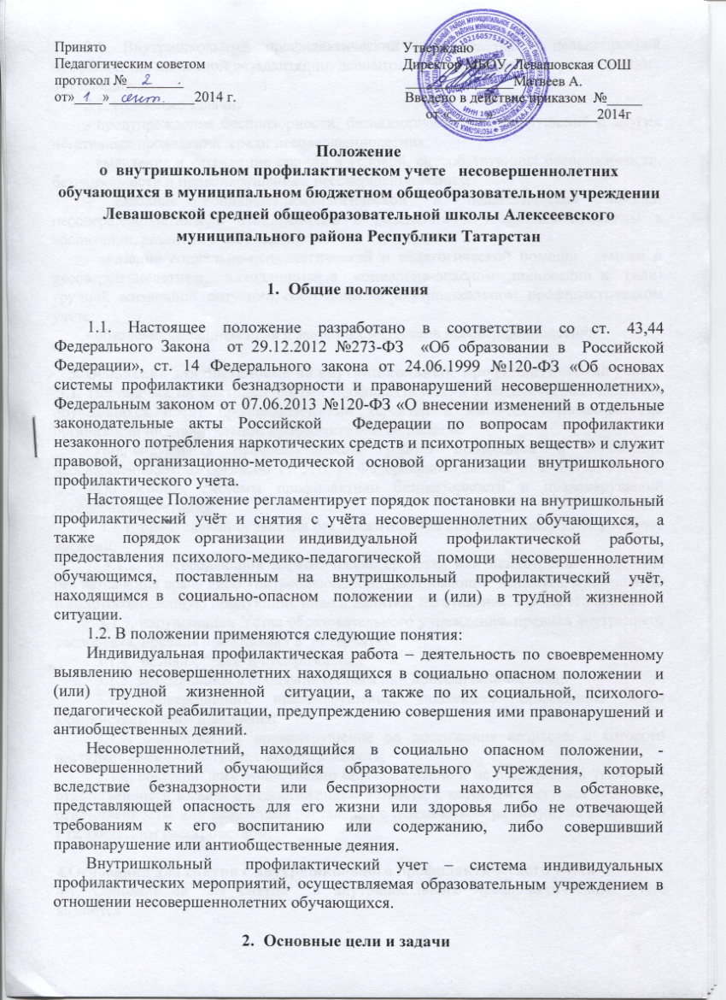 Принято
Педагогическим советом
протокол №___2____.
от»__1__»__сент.______2014 г.
Утверждаю
Директор МБОУ Левашовская СОШ
______________Матвеев А.
Введено в действие приказом №_____
от «_____»______________2014г
Положение
о внутришкольном профилактическом учете несовершеннолетних
обучающихся в муниципальном бюджетном общеобразовательном учреждении
Левашовской средней общеобразовательной школы Алексеевского
муниципального района Республики Татарстан
1. Общие положения
1.1. Настоящее положение разработано в соответствии со ст. 43,44
Федерального Закона от 29.12.2012 №273-ФЗ «Об образовании в Российской
Федерации», ст. 14 Федерального закона от 24.06.1999 №120-ФЗ «Об основах
системы профилактики безнадзорности и правонарушений несовершеннолетних»,
Федеральным законом от 07.06.2013 №120-ФЗ «О внесении изменений в отдельные
законодательные акты Российской Федерации по вопросам профилактики
незаконного потребления наркотических средств и психотропных веществ» и служит
правовой, организационно-методической основой организации внутришкольного
профилактического учета.
Настоящее Положение регламентирует порядок постановки на внутришкольный
профилактический учёт и снятия с учёта несовершеннолетних обучающихся, а
также порядок организации индивидуальной профилактической работы,
предоставления психолого-медико-педагогической помощи несовершеннолетним
обучающимся, поставленным на внутришкольный профилактический учёт,
находящимся в социально-опасном положении и (или) в трудной жизненной
ситуации.
1.2. В положении применяются следующие понятия:
Индивидуальная профилактическая работа – деятельность по своевременному
выявлению несовершеннолетних находящихся в социально опасном положении и
(или) трудной жизненной ситуации, а также по их социальной, психолого-
педагогической реабилитации, предупреждению совершения ими правонарушений и
антиобщественных деяний.
Несовершеннолетний, находящийся в социально опасном положении, -
несовершеннолетний обучающийся образовательного учреждения, который
вследствие безнадзорности или беспризорности находится в обстановке,
представляющей опасность для его жизни или здоровья либо не отвечающей
требованиям к его воспитанию или содержанию, либо совершивший
правонарушение или антиобщественные деяния.
Внутришкольный профилактический учет – система индивидуальных
профилактических мероприятий, осуществляемая образовательным учреждением в
отношении несовершеннолетних обучающихся.
2. Основные цели и задачи